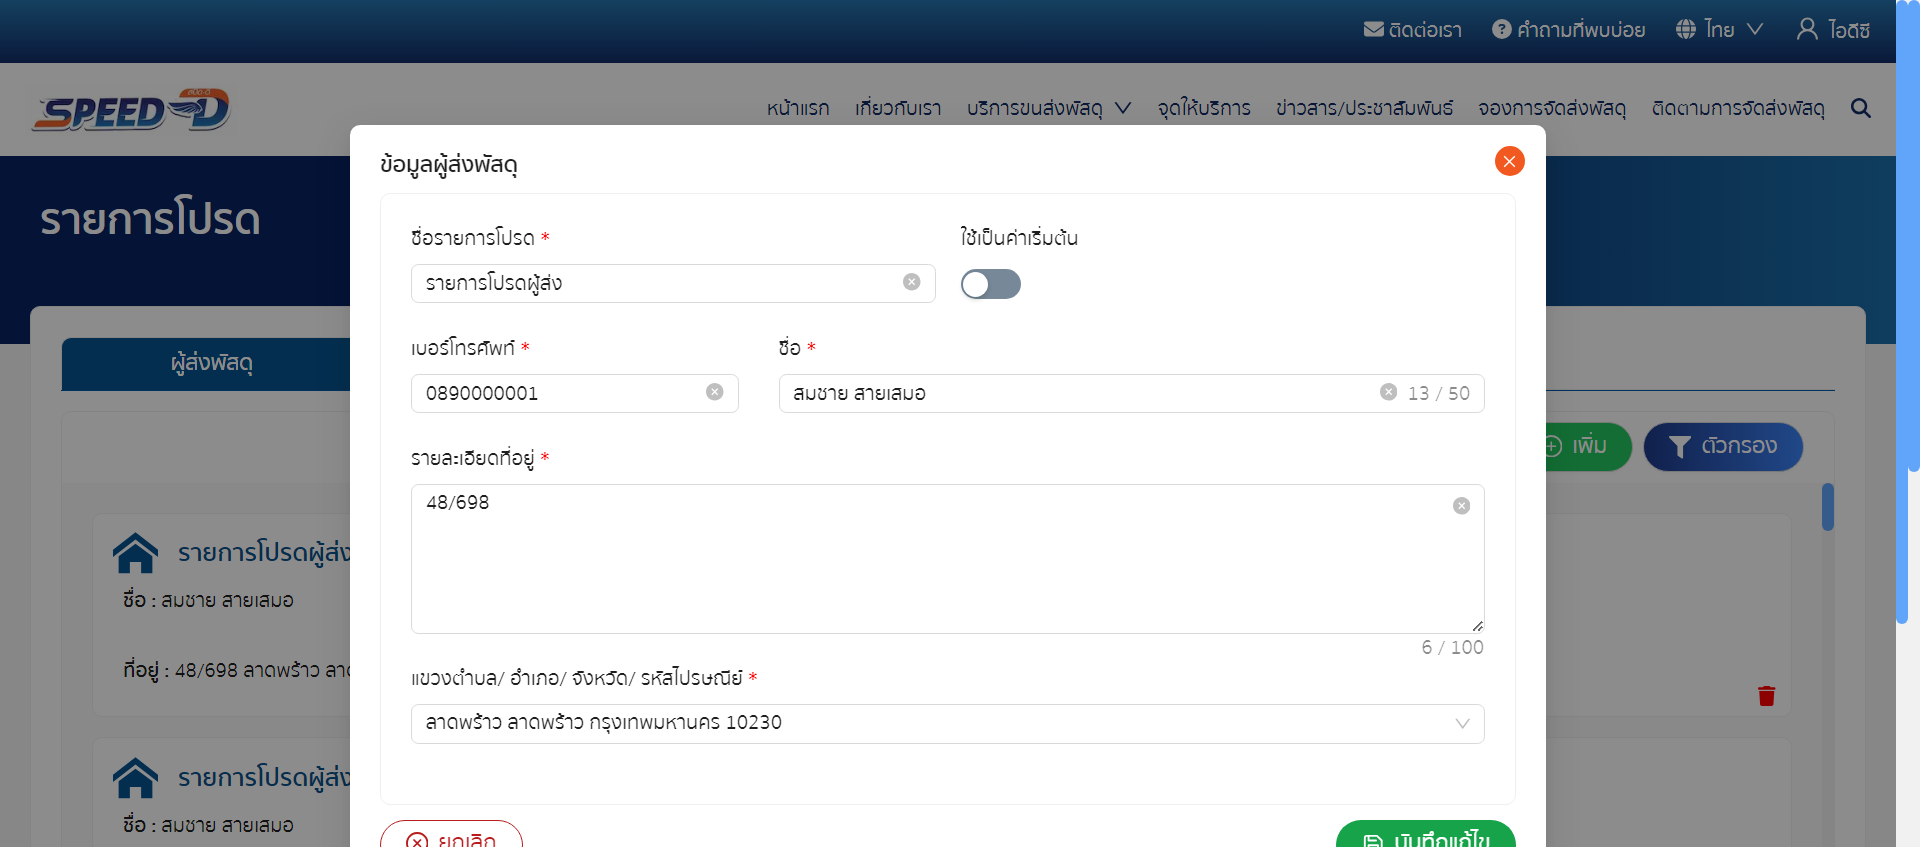 ติดต่อเรา คำถามที่พบบ่อย ไทย ไอดีซี
SPEED-D
หน้าแรก เกี่ยวกับเรา บริการขนส่งพัสดุ จุดให้บริการ ข่าวสาร/ประชาสัมพันธ์ จองการจัดส่งพัสดุ ติดตามการจัดส่งพัสดุ
ข้อมูลผู้ส่งพัสดุ
รายการโปรด
ชื่อรายการโปรด * ใช้เป็นค่าเริ่มต้น
รายการโปรดผู้ส่ง
เบอร์โทรศัพท์ * ชื่อ *
ผู้ส่งพัสดุ
0890000001 สมชาย สายเสมอ 13 / 50
เพิ่ม ตัวกรอง
รายละเอียดที่อยู่ *
48/698
6 / 100
รายการโปรดผู้ส่ง
ชื่อ : สมชาย สายเสมอ
ที่อยู่ : 48/698 ลาดพร้าว ลาด
แขวงตำบล/ อำเภอ/ จังหวัด/ รหัสไปรษณีย์ *
ลาดพร้าว ลาดพร้าว กรุงเทพมหานคร 10230
รายการโปรดผู้ส่ง
ชื่อ : สมชาย สายเสมอ
ยกเลิก บันทึกแก้ไข